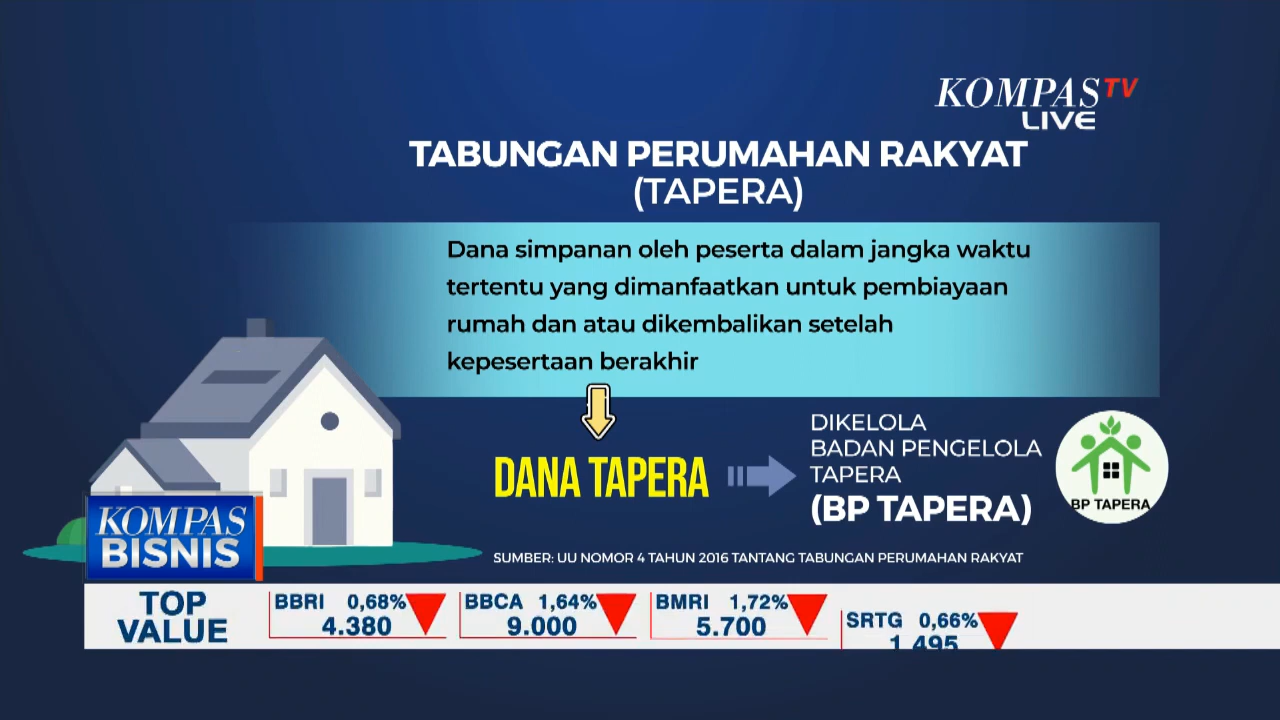 KOMPASTV
LIVE
TABUNGAN PERUMAHAN RAKYAT
(TAPERA)
Dana simpanan oleh peserta dalam jangka waktu
tertentu yang dimanfaatkan untuk pembiayaan
rumah dan atau dikembalikan setelah
kepesertaan berakhir
DANA TAPERA
DIKELOLA
BADAN PENGELOLA
TAPERA
(BP TAPERA)
BP TAPERA
SUMBER: UU NOMOR 4 TAHUN 2016 TANTANG TABUNGAN PERUMAHAN RAKYAT
KOMPAS
BISNIS
TOP
VALUE
BBRI 0,68%
4.380
BBCA 1,64%
9.000
BMRI 1,72%
5.700
SRTG 0,66%
1.495